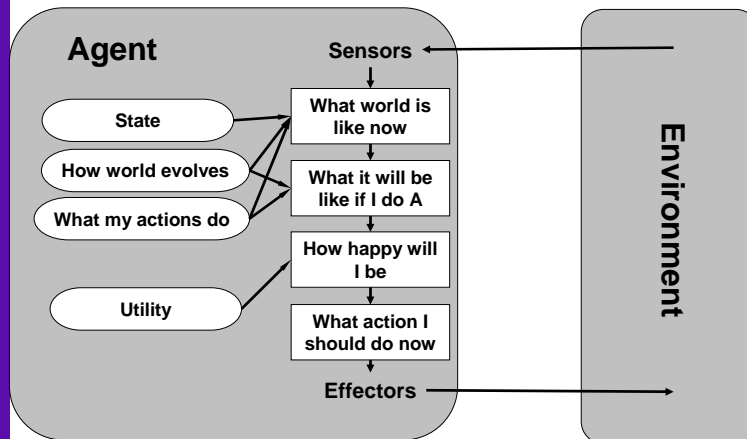 Agent
Sensors
What world is
like now
State
How world evolves
What it will be
like if I do A
What my actions do
How happy will
I be
Utility
What action I
should do now
Effectors
Environment